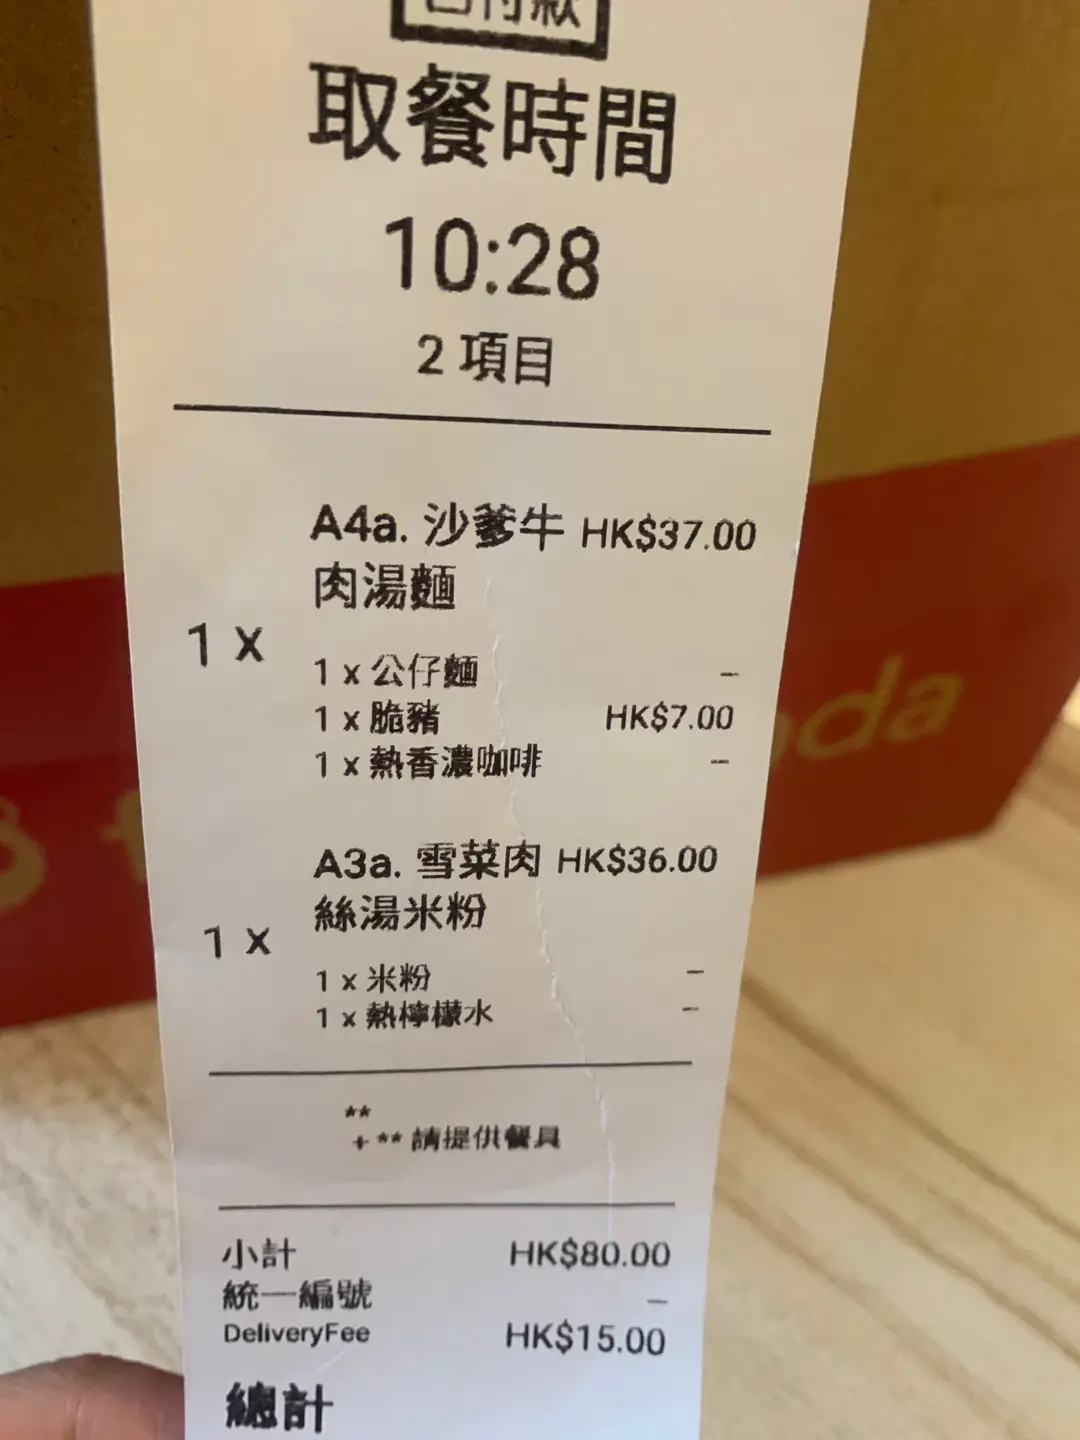 已付款
取餐時間
10:28
2 項目
A4a. 沙爹牛 HK$37.00
肉湯麵
1 x
1 x 公仔麵 –
1 x 脆豬 HK$7.00
1 x 熱香濃咖啡 –
A3a. 雪菜肉 HK$36.00
絲湯米粉
1 x
1 x 米粉 –
1 x 熱檸檬水 –
**
+ ** 請提供餐具
小計 HK$80.00
統一編號 –
DeliveryFee HK$15.00
總計
nda